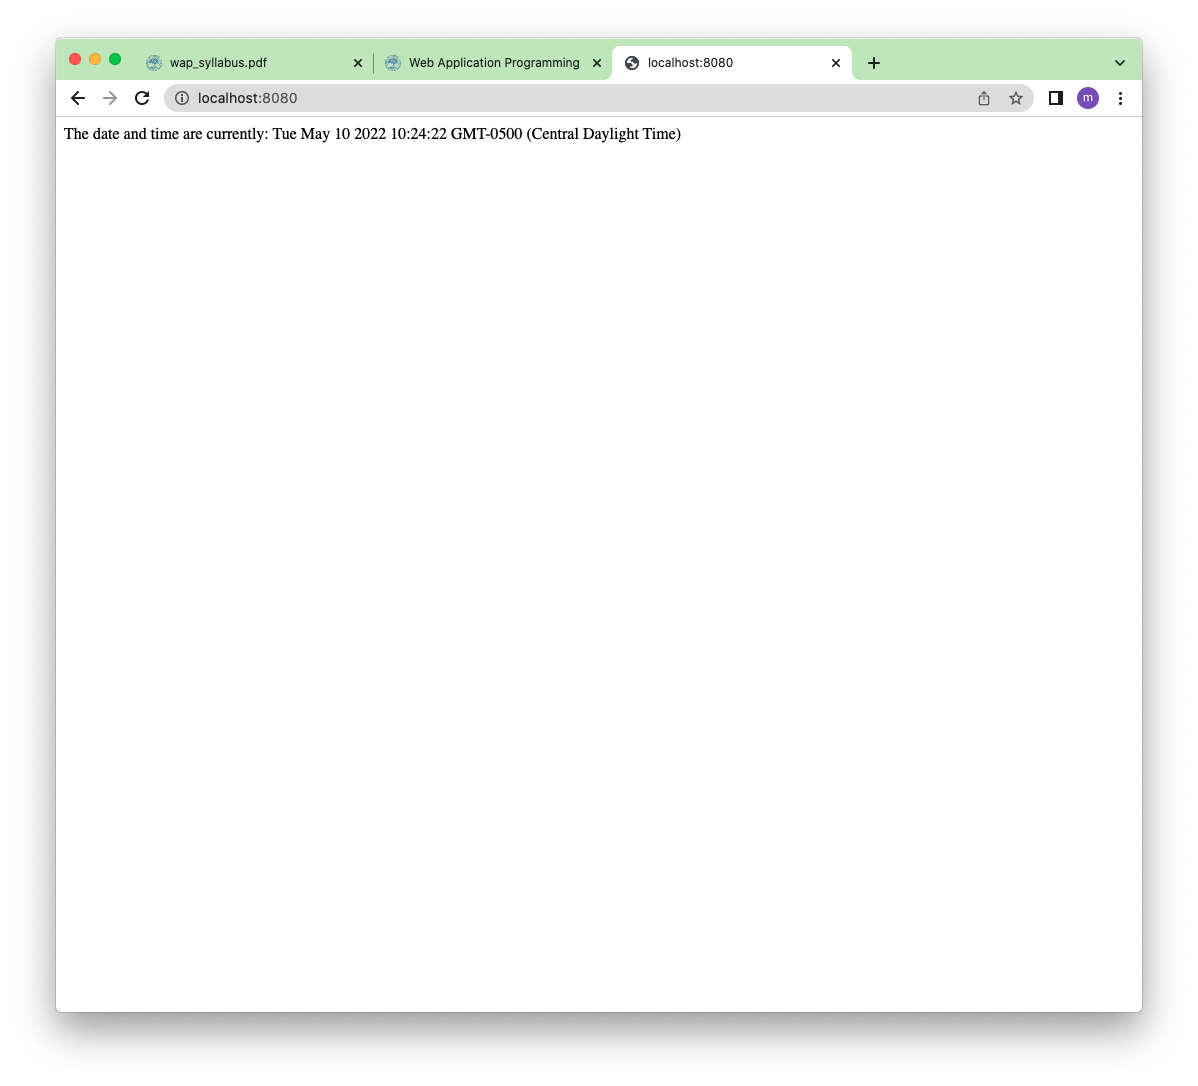 wap_syllabus.pdf
Web Application Programming
localhost:8080
localhost:8080
m
The date and time are currently: Tue May 10 2022 10:24:22 GMT-0500 (Central Daylight Time)